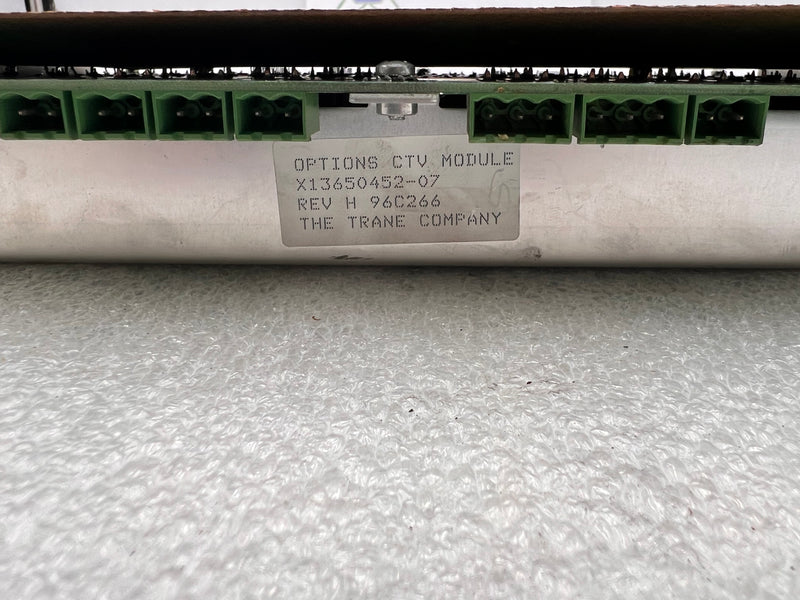 OPTIONS CTV MODULE
X13650452-07
REV H 96C266
THE TRANE COMPANY